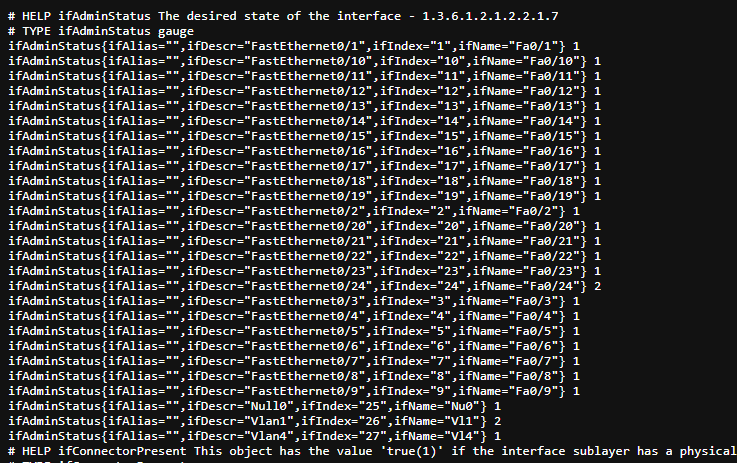 # HELP ifAdminStatus The desired state of the interface - 1.3.6.1.2.1.2.2.1.7
# TYPE ifAdminStatus gauge
ifAdminStatus{ifAlias="",ifDescr="FastEthernet0/1",ifIndex="1",ifName="Fa0/1"} 1
ifAdminStatus{ifAlias="",ifDescr="FastEthernet0/10",ifIndex="10",ifName="Fa0/10"} 1
ifAdminStatus{ifAlias="",ifDescr="FastEthernet0/11",ifIndex="11",ifName="Fa0/11"} 1
ifAdminStatus{ifAlias="",ifDescr="FastEthernet0/12",ifIndex="12",ifName="Fa0/12"} 1
ifAdminStatus{ifAlias="",ifDescr="FastEthernet0/13",ifIndex="13",ifName="Fa0/13"} 1
ifAdminStatus{ifAlias="",ifDescr="FastEthernet0/14",ifIndex="14",ifName="Fa0/14"} 1
ifAdminStatus{ifAlias="",ifDescr="FastEthernet0/15",ifIndex="15",ifName="Fa0/15"} 1
ifAdminStatus{ifAlias="",ifDescr="FastEthernet0/16",ifIndex="16",ifName="Fa0/16"} 1
ifAdminStatus{ifAlias="",ifDescr="FastEthernet0/17",ifIndex="17",ifName="Fa0/17"} 1
ifAdminStatus{ifAlias="",ifDescr="FastEthernet0/18",ifIndex="18",ifName="Fa0/18"} 1
ifAdminStatus{ifAlias="",ifDescr="FastEthernet0/19",ifIndex="19",ifName="Fa0/19"} 1
ifAdminStatus{ifAlias="",ifDescr="FastEthernet0/2",ifIndex="2",ifName="Fa0/2"} 1
ifAdminStatus{ifAlias="",ifDescr="FastEthernet0/20",ifIndex="20",ifName="Fa0/20"} 1
ifAdminStatus{ifAlias="",ifDescr="FastEthernet0/21",ifIndex="21",ifName="Fa0/21"} 1
ifAdminStatus{ifAlias="",ifDescr="FastEthernet0/22",ifIndex="22",ifName="Fa0/22"} 1
ifAdminStatus{ifAlias="",ifDescr="FastEthernet0/23",ifIndex="23",ifName="Fa0/23"} 1
ifAdminStatus{ifAlias="",ifDescr="FastEthernet0/24",ifIndex="24",ifName="Fa0/24"} 2
ifAdminStatus{ifAlias="",ifDescr="FastEthernet0/3",ifIndex="3",ifName="Fa0/3"} 1
ifAdminStatus{ifAlias="",ifDescr="FastEthernet0/4",ifIndex="4",ifName="Fa0/4"} 1
ifAdminStatus{ifAlias="",ifDescr="FastEthernet0/5",ifIndex="5",ifName="Fa0/5"} 1
ifAdminStatus{ifAlias="",ifDescr="FastEthernet0/6",ifIndex="6",ifName="Fa0/6"} 1
ifAdminStatus{ifAlias="",ifDescr="FastEthernet0/7",ifIndex="7",ifName="Fa0/7"} 1
ifAdminStatus{ifAlias="",ifDescr="FastEthernet0/8",ifIndex="8",ifName="Fa0/8"} 1
ifAdminStatus{ifAlias="",ifDescr="FastEthernet0/9",ifIndex="9",ifName="Fa0/9"} 1
ifAdminStatus{ifAlias="",ifDescr="Null0",ifIndex="25",ifName="Nu0"} 1
ifAdminStatus{ifAlias="",ifDescr="Vlan1",ifIndex="26",ifName="Vl1"} 2
ifAdminStatus{ifAlias="",ifDescr="Vlan4",ifIndex="27",ifName="Vl4"} 1
# HELP ifConnectorPresent This object has the value 'true(1)' if the interface sublayer has a physical